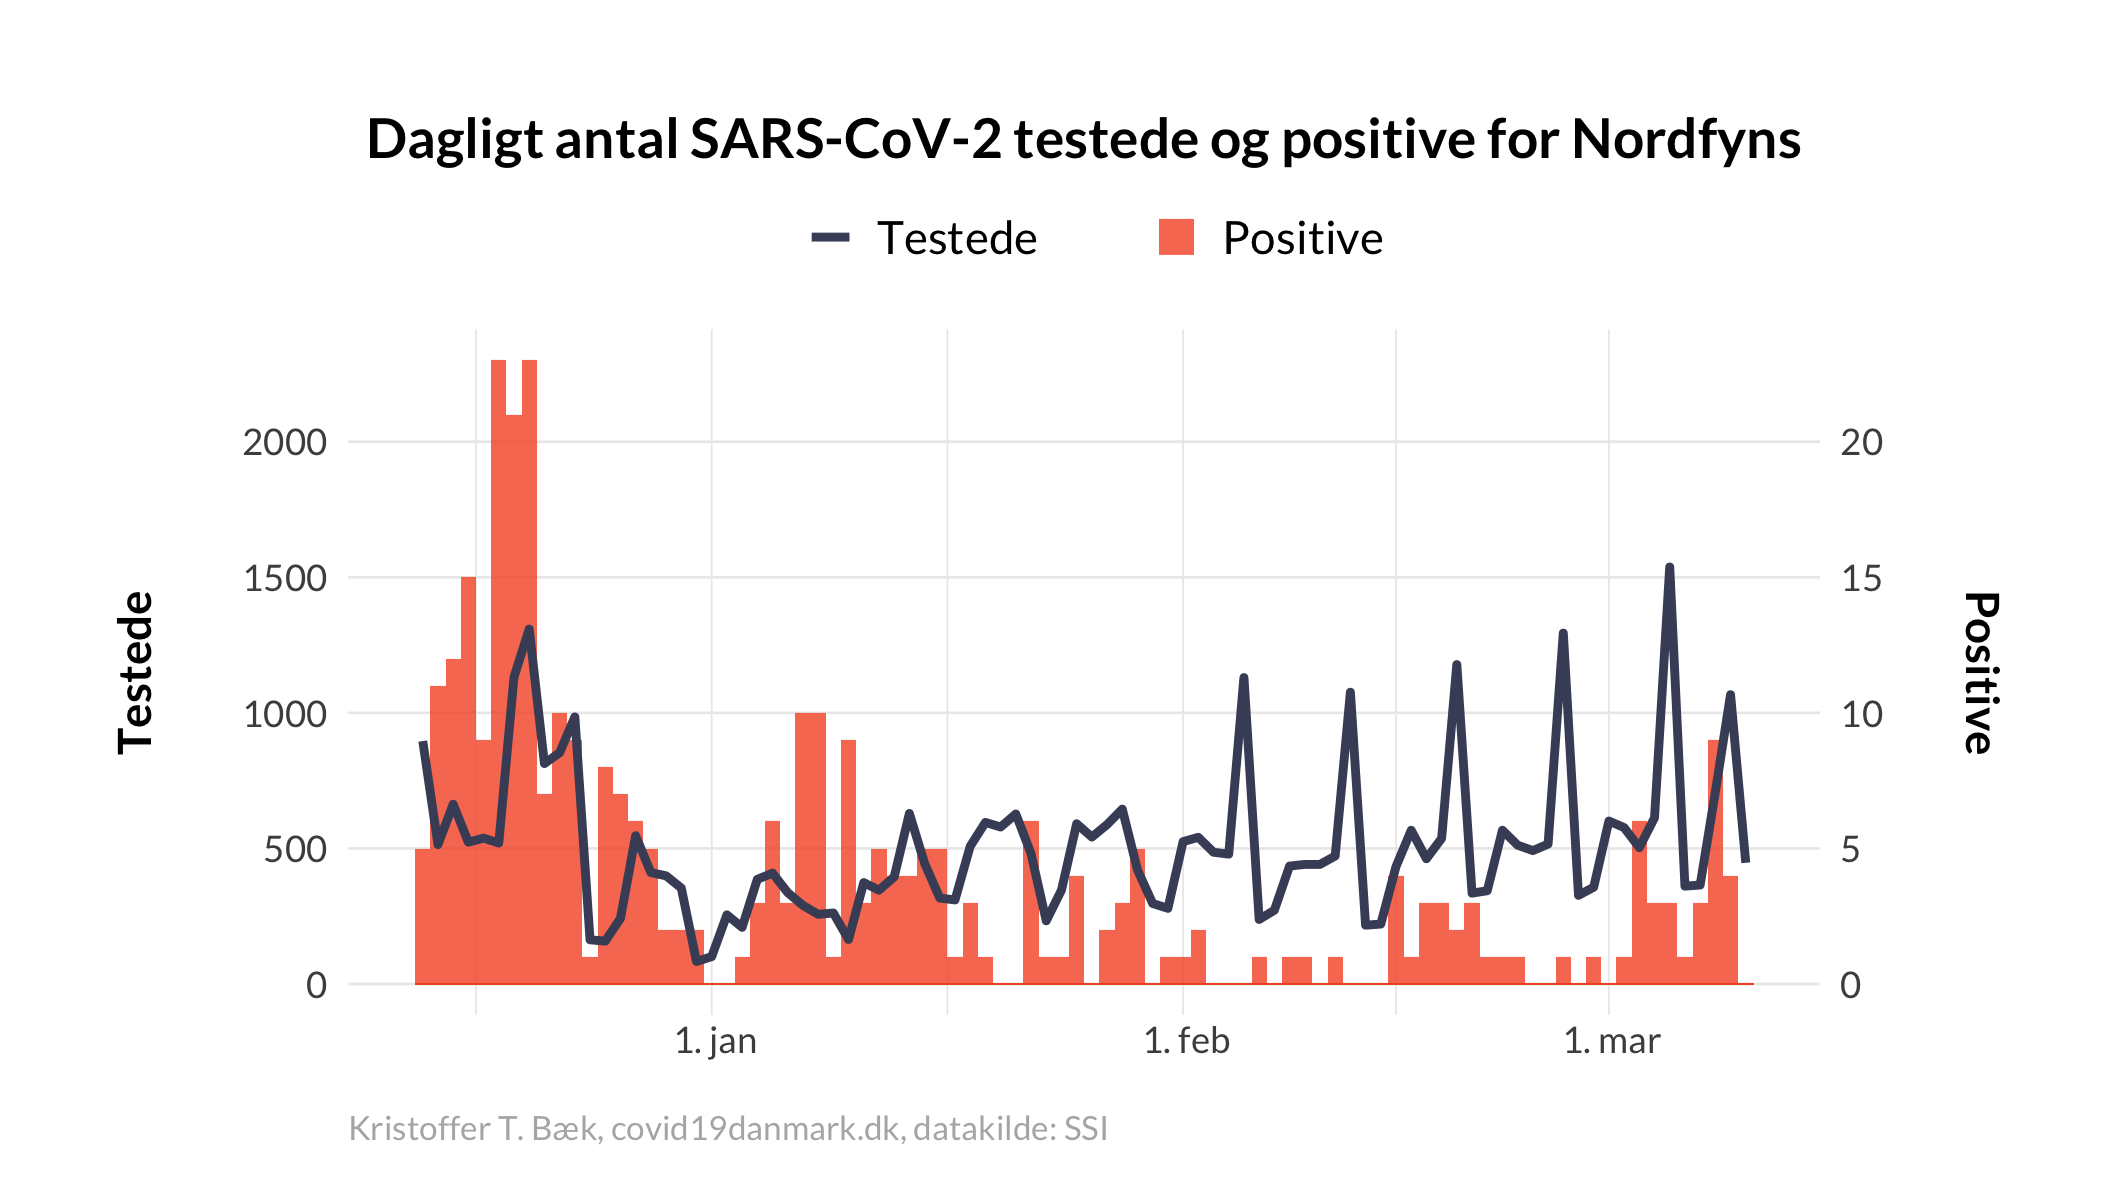 Dagligt antal SARS-CoV-2 testede og positive for Nordfyns
Testede Positive
2000 20
1500 15
1000 10
500 5
0 0
Testede
Positive
1. jan 1. feb 1. mar
Kristoffer T. Bæk, covid19danmark.dk, datakilde: SSI